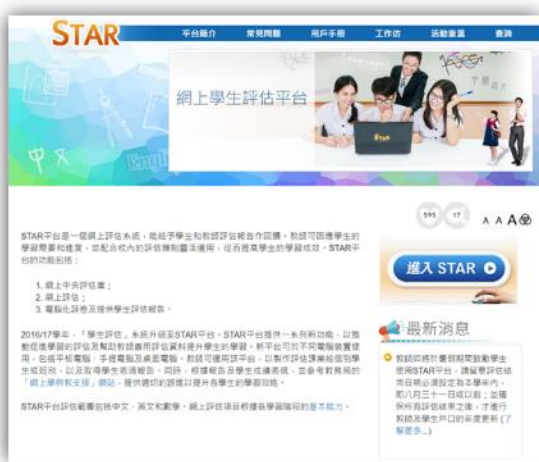 STAR
平台簡介 常見問題 用戶手冊 工作坊 活動重溫 查詢
網上學生評估平台
STAR
中文
English
595 17 A A A
STAR平台是一個網上評估系統，能給予學生和教師評估報告作回饋。教師可因應學生的
學習需要和進度，並配合校內的評估機制靈活運用，從而提高學生的學習成效。STAR平
台的功能包括：
1. 網上中央評估庫；
2. 網上評估；
3. 電腦化評卷及提供學生評估報告。
2016/17學年，「學生評估」系統升級至STAR平台。STAR平台提供一系列新功能，以推
動促進學習的評估及幫助教師善用評估資料提升學生的學習。新平台可於不同電腦裝置使
用，包括平板電腦、手提電腦及桌面電腦。教師可運用該平台，以製作評估課業給個別學
生或班別，以及取得學生表現報告。同時，根據報告及學生成績表現，並參考教育局的
「網上學與教支援」網站，提供適切的跟進以提升各學生的學習效能。
STAR平台評估範圍包括中文、英文和數學。網上評估項目根據各學習階段的基本能力。
進入 STAR
最新消息
教師如將於暑假期間鼓勵學生
使用STAR平台，請留意評估結
束日期必須設定為本學年內，
即八月三十一日或以前；並確
保所有評估結束之後，才進行
教師及學生戶口的年度更新 (了
解更多...)